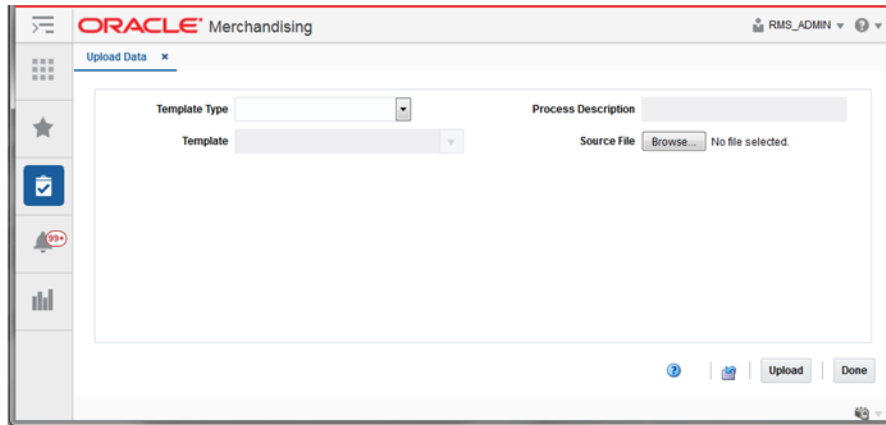 ORACLE® Merchandising
RMS_ADMIN
Upload Data ×
Template Type
Process Description
Template
Source File Browse... No file selected.
99+
Upload
Done